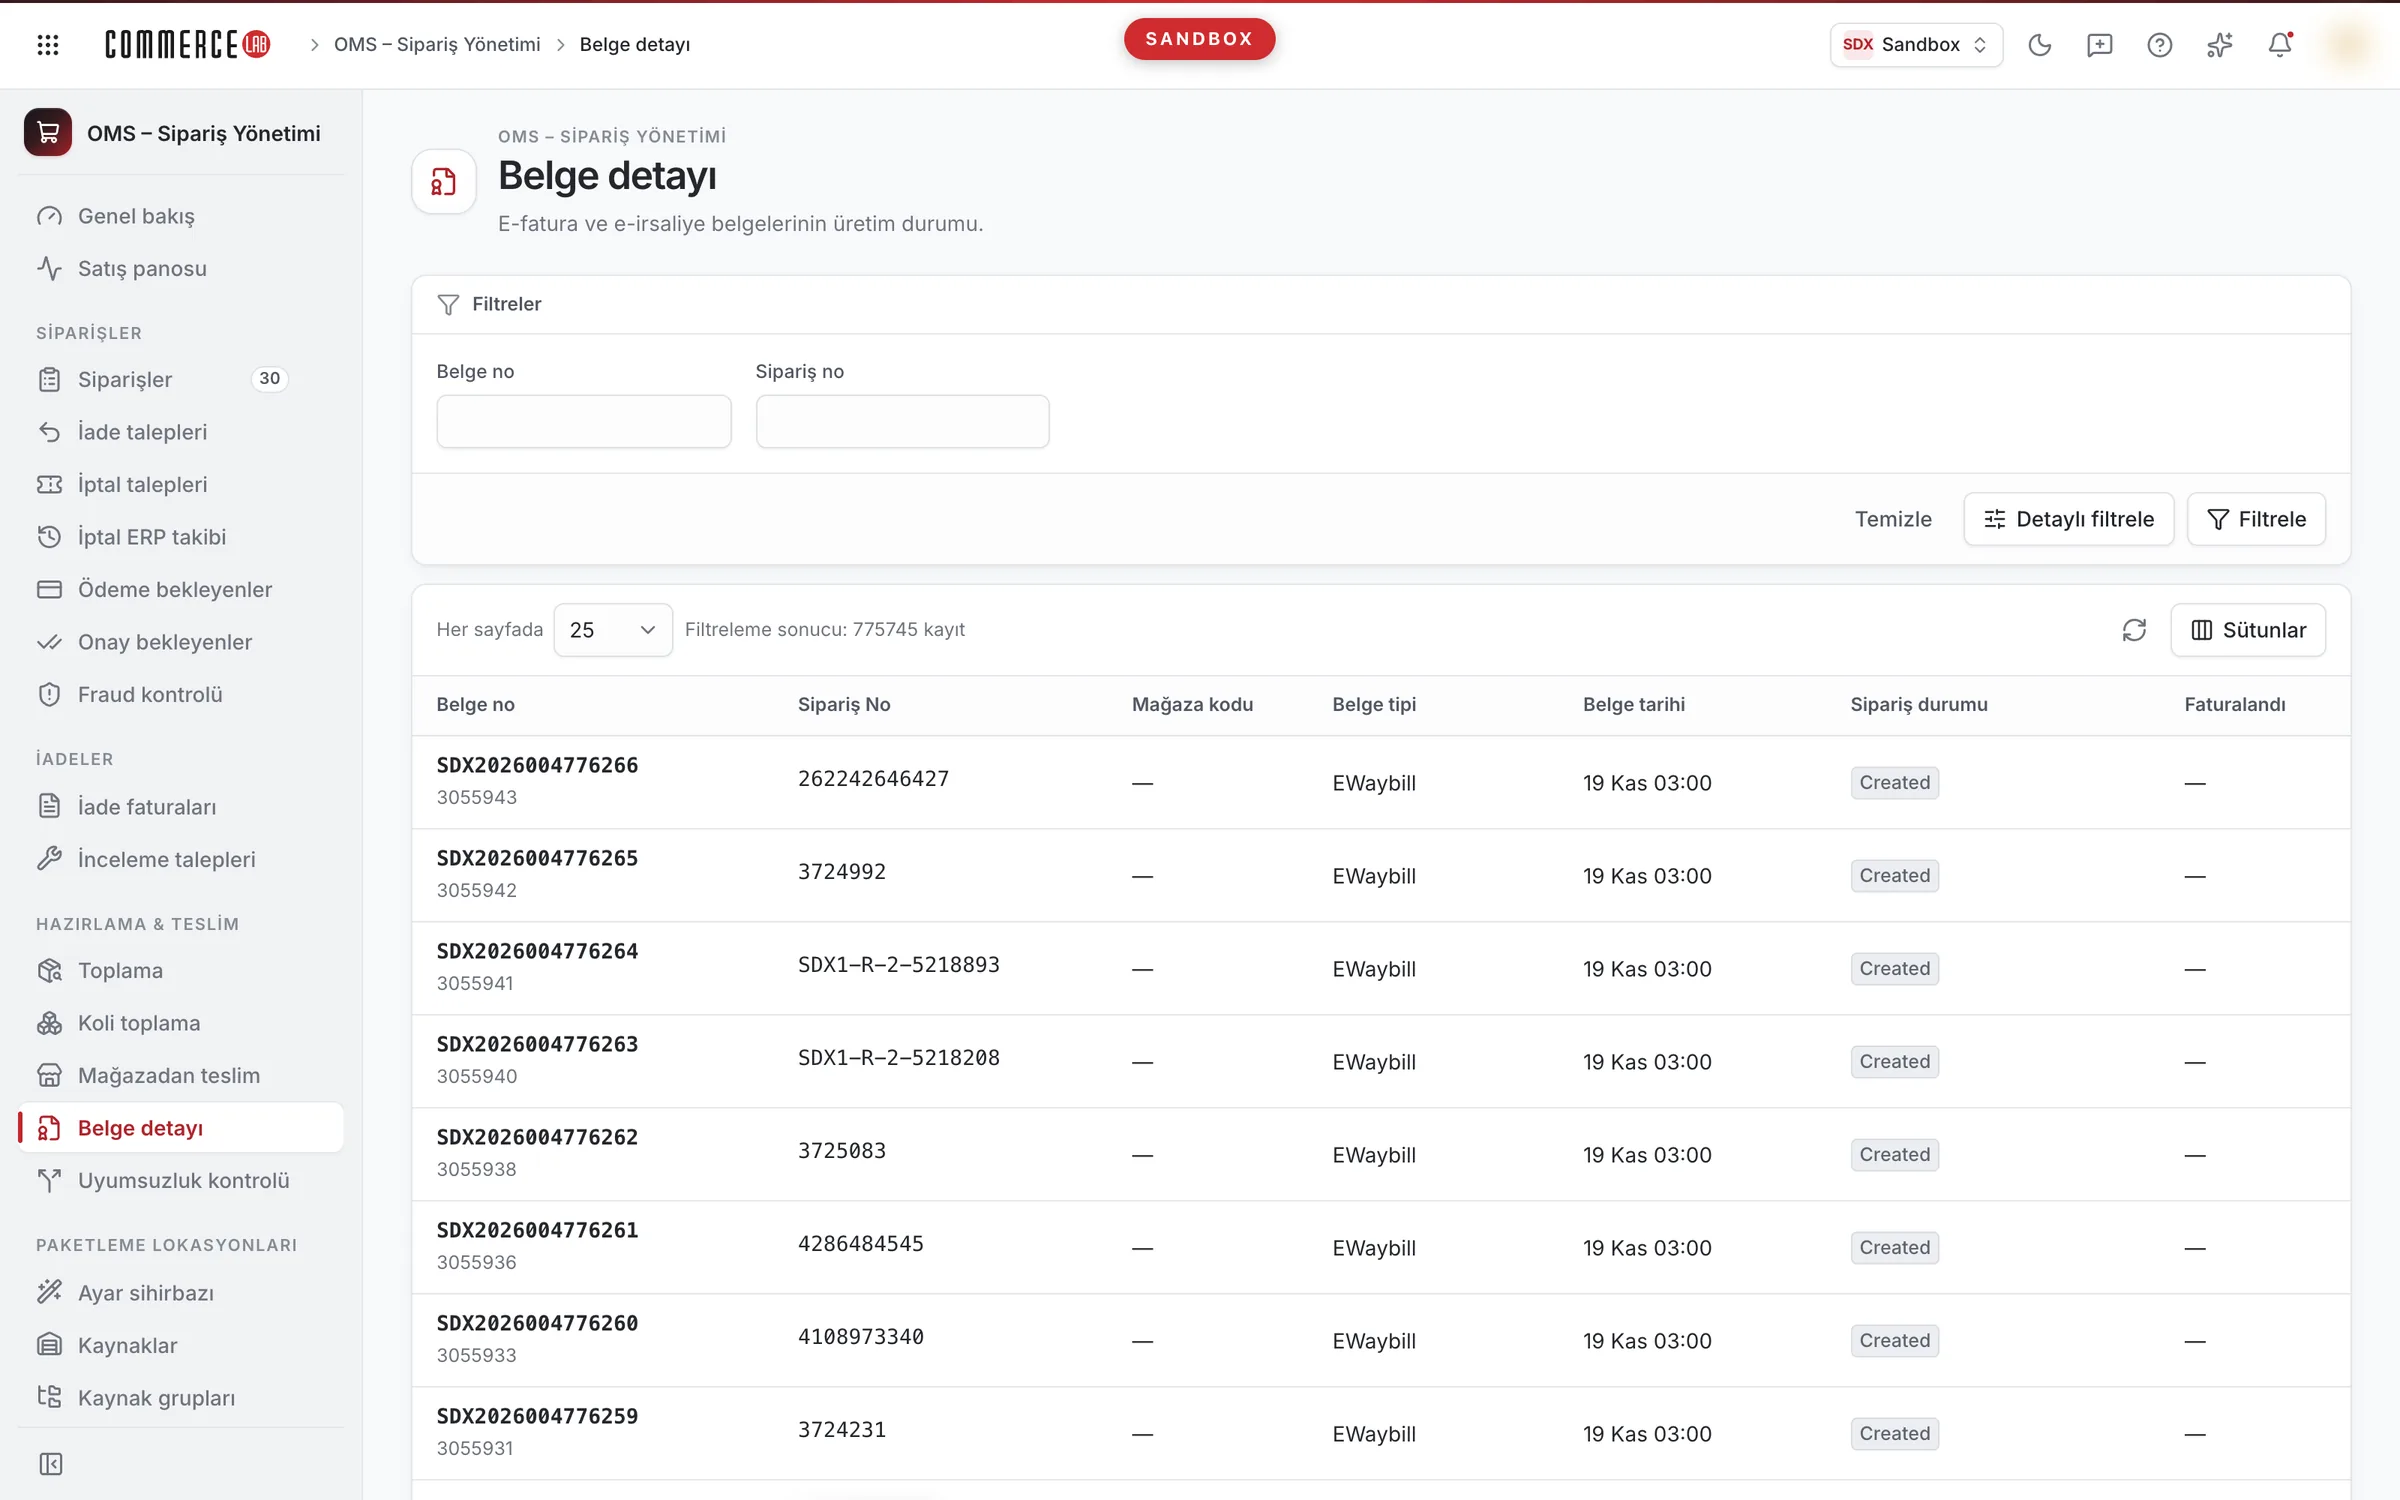 COMMERCE LAB
OMS – Sipariş Yönetimi
Belge detayı
SANDBOX
SDX Sandbox
OMS – Sipariş Yönetimi
Genel bakış
Satış panosu
SİPARİŞLER
Siparişler 30
İade talepleri
İptal talepleri
İptal ERP takibi
Ödeme bekleyenler
Onay bekleyenler
Fraud kontrolü
İADELER
İade faturaları
İnceleme talepleri
HAZIRLAMA & TESLİM
Toplama
Koli toplama
Mağazadan teslim
Belge detayı
Uyumsuzluk kontrolü
PAKETLEME LOKASYONLARI
Ayar sihirbazı
Kaynaklar
Kaynak grupları
OMS – SİPARİŞ YÖNETİMİ
Belge detayı
E-fatura ve e-irsaliye belgelerinin üretim durumu.
Filtreler
Belge no Sipariş no
Temizle Detaylı filtrele Filtrele
Her sayfada 25 Filtreleme sonucu: 775745 kayıt Sütunlar
Belge no Sipariş No Mağaza kodu Belge tipi Belge tarihi Sipariş durumu Faturalandı
SDX2026004776266 262242646427 — EWaybill 19 Kas 03:00 Created —
3055943
SDX2026004776265 3724992 — EWaybill 19 Kas 03:00 Created —
3055942
SDX2026004776264 SDX1-R-2-5218893 — EWaybill 19 Kas 03:00 Created —
3055941
SDX2026004776263 SDX1-R-2-5218208 — EWaybill 19 Kas 03:00 Created —
3055940
SDX2026004776262 3725083 — EWaybill 19 Kas 03:00 Created —
3055938
SDX2026004776261 4286484545 — EWaybill 19 Kas 03:00 Created —
3055936
SDX2026004776260 4108973340 — EWaybill 19 Kas 03:00 Created —
3055933
SDX2026004776259 3724231 — EWaybill 19 Kas 03:00 Created —
3055931